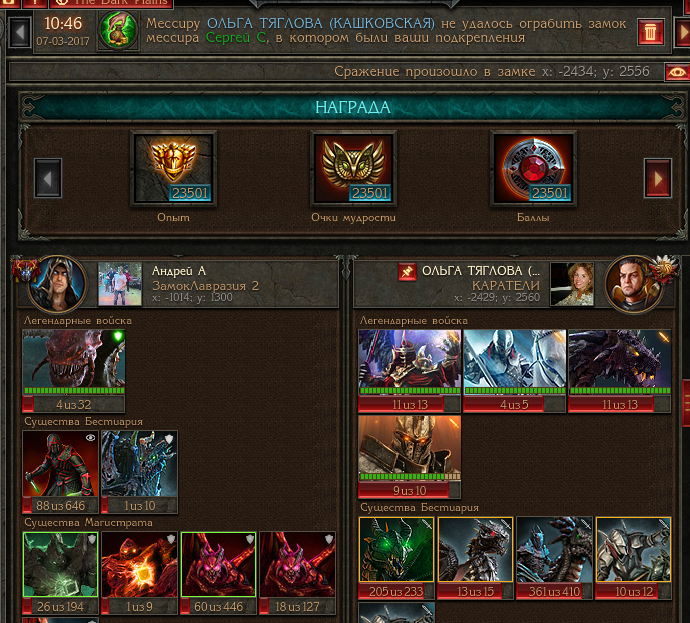 The Dark Plains
10:46
07-03-2017
Мессиру ОЛЬГА ТЯГЛОВА (КАШКОВСКАЯ) не удалось ограбить замок
мессира Сергей С, в котором были ваши подкрепления
Сражение произошло в замке x: -2434; y: 2556
НАГРАДА
23501 23501 23501
Опыт Очки мудрости Баллы
Андрей А
ЗамокЛавразия 2
x: -1014; y: 1300
Легендарные войска
4 из 32
Существа Бестиария
88 из 646 1 из 10
Существа Магистрата
26 из 194 1 из 9 60 из 446 18 из 127
ОЛЬГА ТЯГЛОВА (...
КАРАТЕЛИ
x: -2429; y: 2560
Легендарные войска
11 из 13 4 из 5 11 из 13
9 из 10
Существа Бестиария
205 из 233 13 из 15 361 из 410 10 из 12